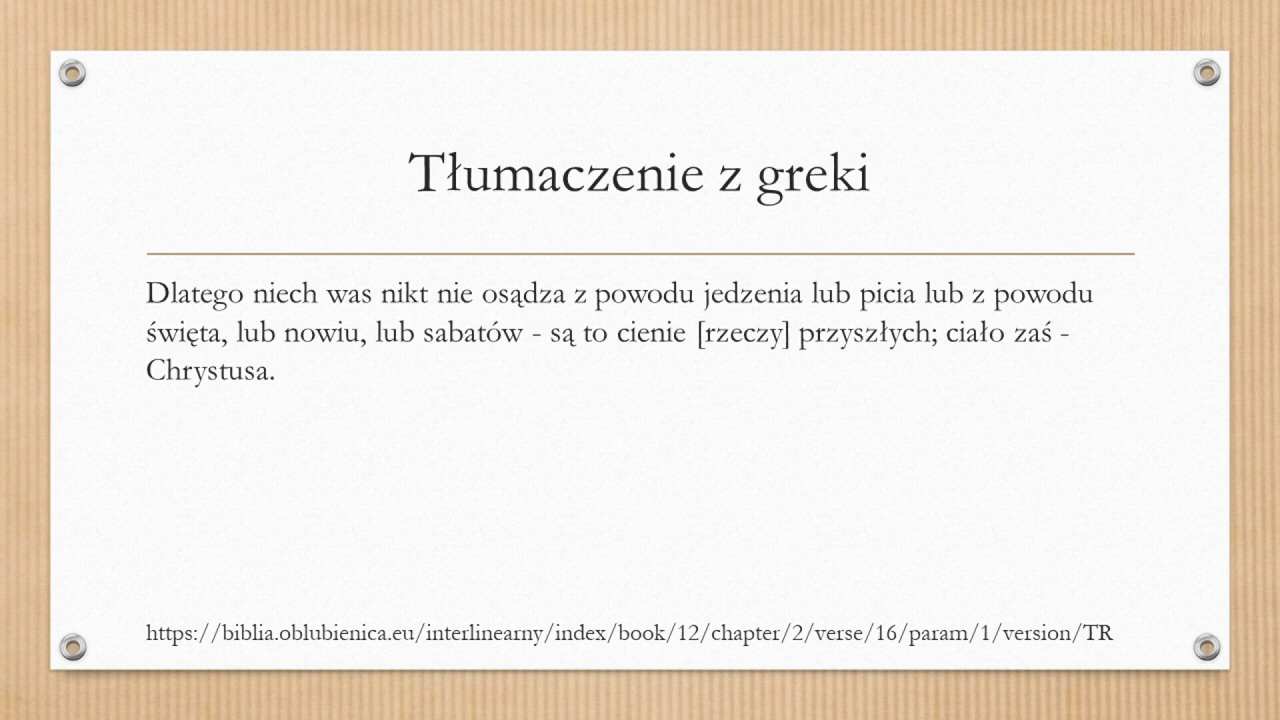 Tłumaczenie z greki
Dlatego niech was nikt nie osądza z powodu jedzenia lub picia lub z powodu
święta, lub nowiu, lub sabatów - są to cienie [rzeczy] przyszłych; ciało zaś -
Chrystusa.
https://biblia.oblubienica.eu/interlinearny/index/book/12/chapter/2/verse/16/param/1/version/TR